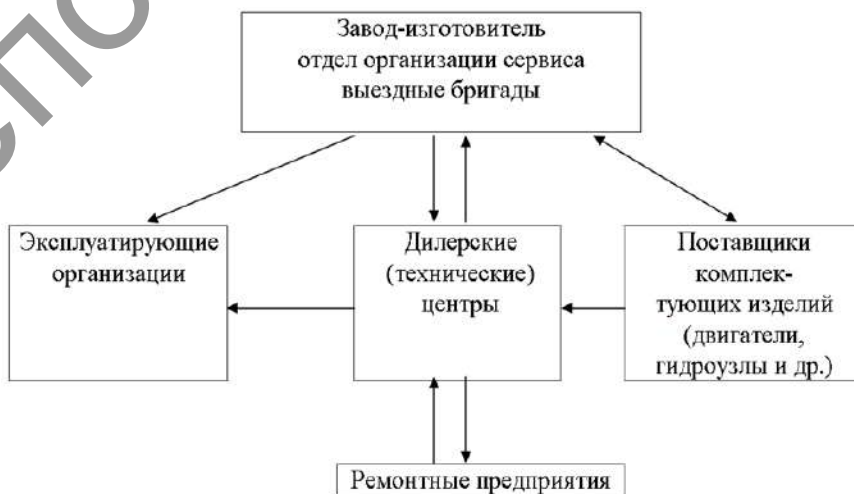 СПО
Завод-изготовитель
отдел организации сервиса
выездные бригады
Эксплуатирующие
организации
Дилерские
(технические)
центры
Поставщики
комплек-
тующих изделий
(двигатели,
гидроузлы и др.)
Ремонтные предприятия